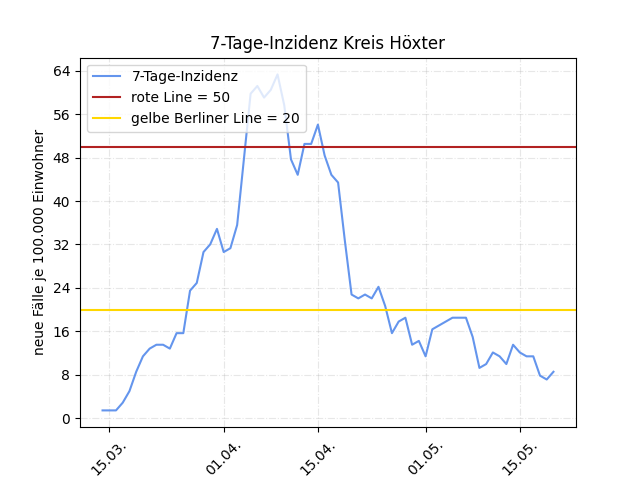 7-Tage-Inzidenz Kreis Höxter
7-Tage-Inzidenz
rote Line = 50
gelbe Berliner Line = 20
neue Fälle je 100.000 Einwohner
64
56
48
40
32
24
16
8
0
15.03.
01.04.
15.04.
01.05.
15.05.